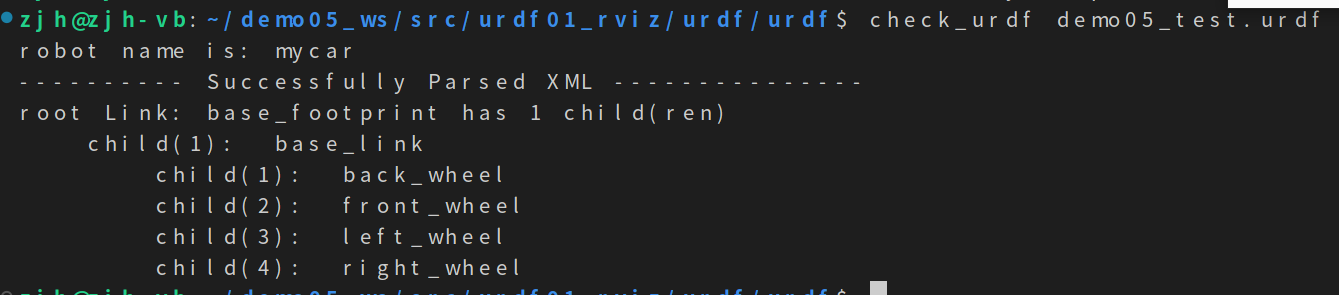 zjh@zjh-vb:~/demo05_ws/src/urdf01_rviz/urdf/urdf$ check_urdf demo05_test.urdf
robot name is: mycar
---------- Successfully Parsed XML ---------------
root Link: base_footprint has 1 child(ren)
child(1): base_link
child(1): back_wheel
child(2): front_wheel
child(3): left_wheel
child(4): right_wheel
zjh@zjh-vb:~/demo05_ws/src/urdf01_rviz/urdf/urdf$